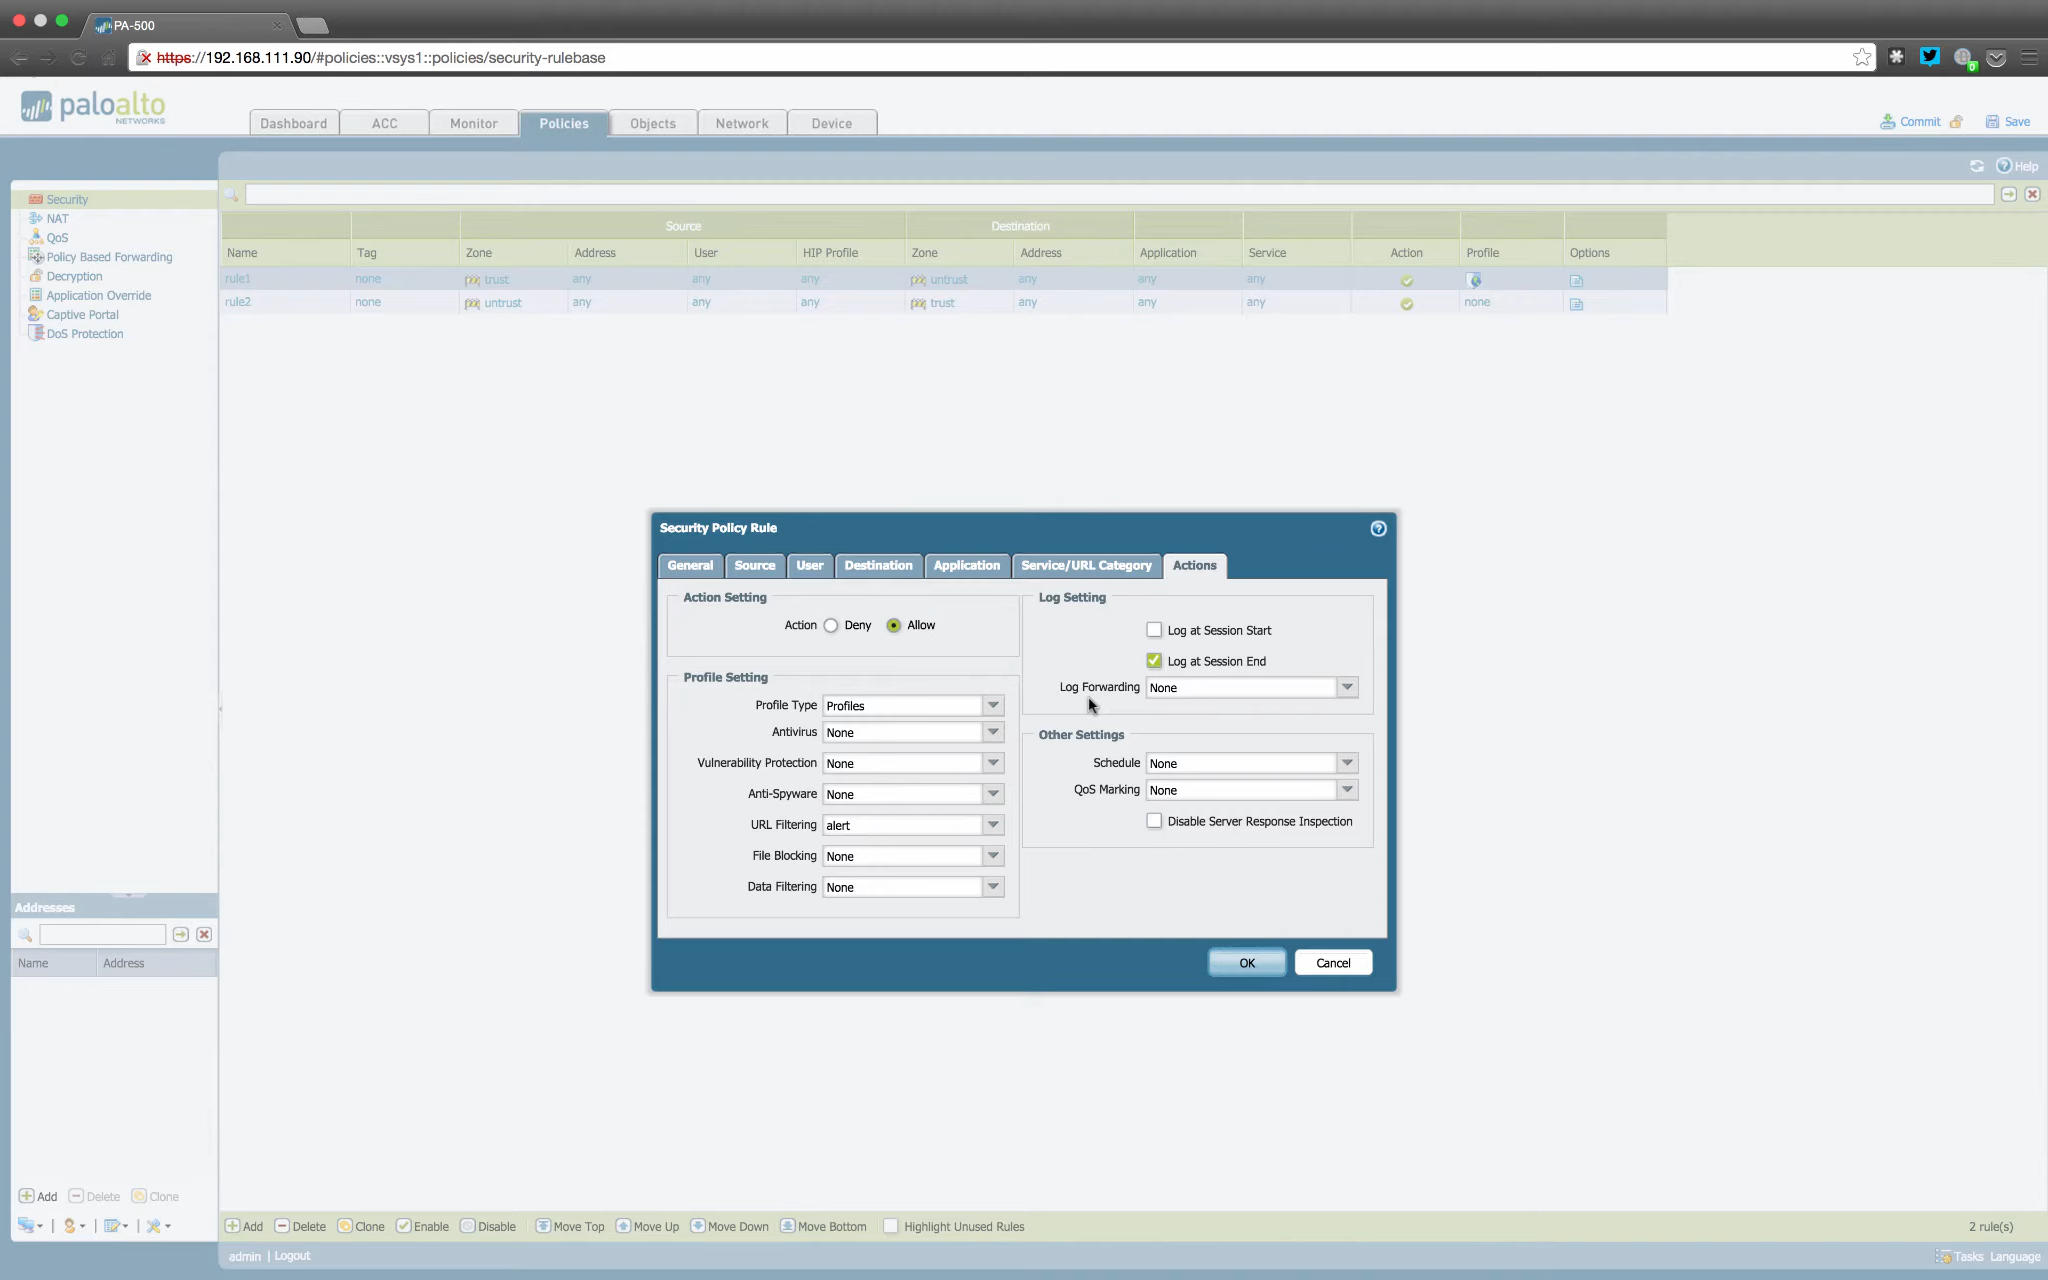 PA-500
https://192.168.111.90/#policies::vsys1::policies/security-rulebase
0
paloalto
NETWORKS
Dashboard ACC Monitor Policies Objects Network Device
Commit Save
Help
Security
NAT
QoS
Policy Based Forwarding
Decryption
Application Override
Captive Portal
DoS Protection
Source Destination
Name Tag Zone Address User HIP Profile Zone Address Application Service Action Profile Options
rule1 none trust any any any untrust any any any
rule2 none untrust any any any trust any any any none
Security Policy Rule
General Source User Destination Application Service/URL Category Actions
Action Setting
Action Deny Allow
Profile Setting
Profile Type Profiles
Antivirus None
Vulnerability Protection None
Anti-Spyware None
URL Filtering alert
File Blocking None
Data Filtering None
Log Setting
Log at Session Start
Log at Session End
Log Forwarding None
Other Settings
Schedule None
QoS Marking None
Disable Server Response Inspection
OK Cancel
Addresses
Name Address
Add Delete Clone
Add Delete Clone Enable Disable Move Top Move Up Move Down Move Bottom Highlight Unused Rules 2 rule(s)
admin | Logout
Tasks Language